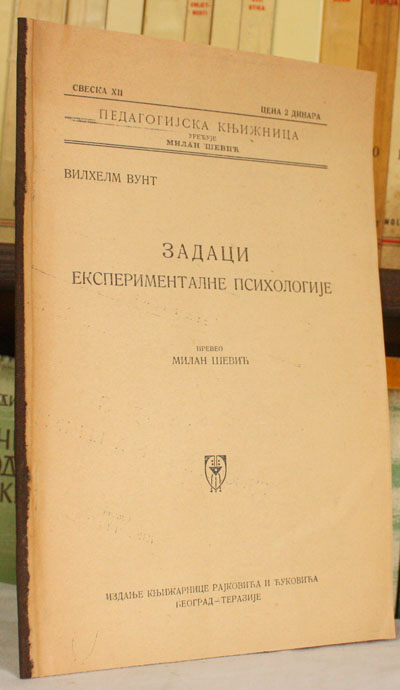 СВЕСКА XII
ЦЕНА 2 ДИНАРА
ПЕДАГОГИЈСКА КЊИЖНИЦА
УРЕЂУЈЕ
МИЛАН ШЕВИЋ
ВИЛХЕЛМ ВУНТ
ЗАДАЦИ
ЕКСПЕРИМЕНТАЛНЕ ПСИХОЛОГИЈЕ
ПРЕВЕО
МИЛАН ШЕВИЋ
ИЗДАЊЕ КЊИЖАРНИЦЕ РАЈКОВИЋА И ЋУКОВИЋА
БЕОГРАД—ТЕРАЗИЈЕ